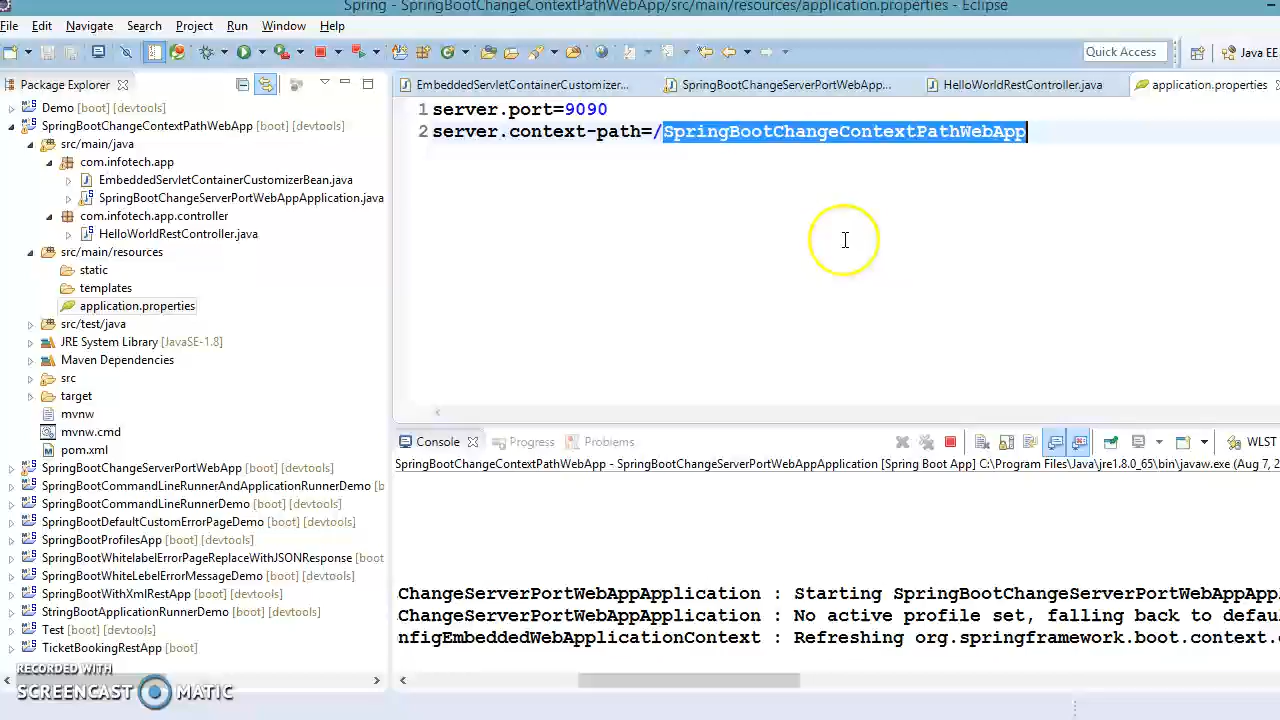 Spring - SpringBootChangeContextPathWebApp/src/main/resources/application.properties - Eclipse
File Edit Navigate Search Project Run Window Help
Quick Access
Java EE
Package Explorer
Demo [boot] [devtools]
SpringBootChangeContextPathWebApp [boot] [devtools]
src/main/java
com.infotech.app
EmbeddedServletContainerCustomizerBean.java
SpringBootChangeServerPortWebAppApplication.java
com.infotech.app.controller
HelloWorldRestController.java
src/main/resources
static
templates
application.properties
src/test/java
JRE System Library [JavaSE-1.8]
Maven Dependencies
src
target
mvnw
mvnw.cmd
pom.xml
SpringBootChangeServerPortWebApp [boot] [devtools]
SpringBootCommandLineRunnerAndApplicationRunnerDemo [b
SpringBootCommandLineRunnerDemo [boot] [devtools]
SpringBootDefaultCustomErrorPageDemo [boot] [devtools]
SpringBootProfilesApp [boot] [devtools]
SpringBootWhitelabelErrorPageReplaceWithJSONResponse [boot
SpringBootWhiteLebelErrorMessageDemo [boot] [devtools]
SpringBootWithXmlRestApp [boot] [devtools]
StringBootApplicationRunnerDemo [boot] [devtools]
Test [boot] [devtools]
TicketBookingRestApp [boot]
RECORDED WITH
SCREENCAST MATIC
EmbeddedServletContainerCustomizer... SpringBootChangeServerPortWebApp... HelloWorldRestController.java application.properties
1 server.port=9090
2 server.context-path=/SpringBootChangeContextPathWebApp
Console Progress Problems WLST
SpringBootChangeContextPathWebApp - SpringBootChangeServerPortWebAppApplication [Spring Boot App] C:\Program Files\Java\jre1.8.0_65\bin\javaw.exe (Aug 7, 2
ChangeServerPortWebAppApplication : Starting SpringBootChangeServerPortWebAppAppl
ChangeServerPortWebAppApplication : No active profile set, falling back to defau
nfigEmbeddedWebApplicationContext : Refreshing org.springframework.boot.context.